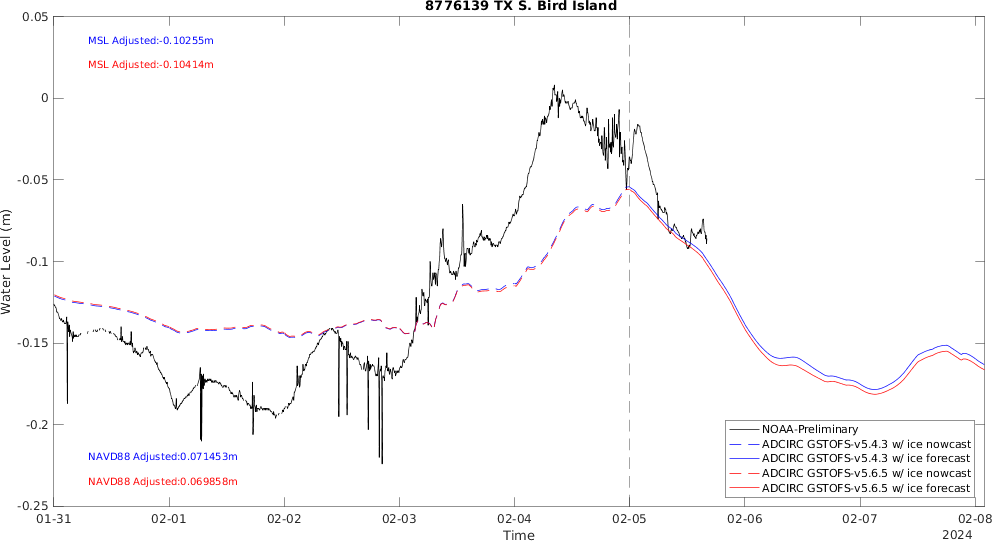 8776139 TX S. Bird Island
0.05
0
-0.05
-0.1
-0.15
-0.2
-0.25
Water Level (m)
MSL Adjusted:-0.10255m
MSL Adjusted:-0.10414m
NAVD88 Adjusted:0.071453m
NAVD88 Adjusted:0.069858m
NOAA-Preliminary
ADCIRC GSTOFS-v5.4.3 w/ ice nowcast
ADCIRC GSTOFS-v5.4.3 w/ ice forecast
ADCIRC GSTOFS-v5.6.5 w/ ice nowcast
ADCIRC GSTOFS-v5.6.5 w/ ice forecast
01-31 02-01 02-02 02-03 02-04 02-05 02-06 02-07 02-08
Time
2024